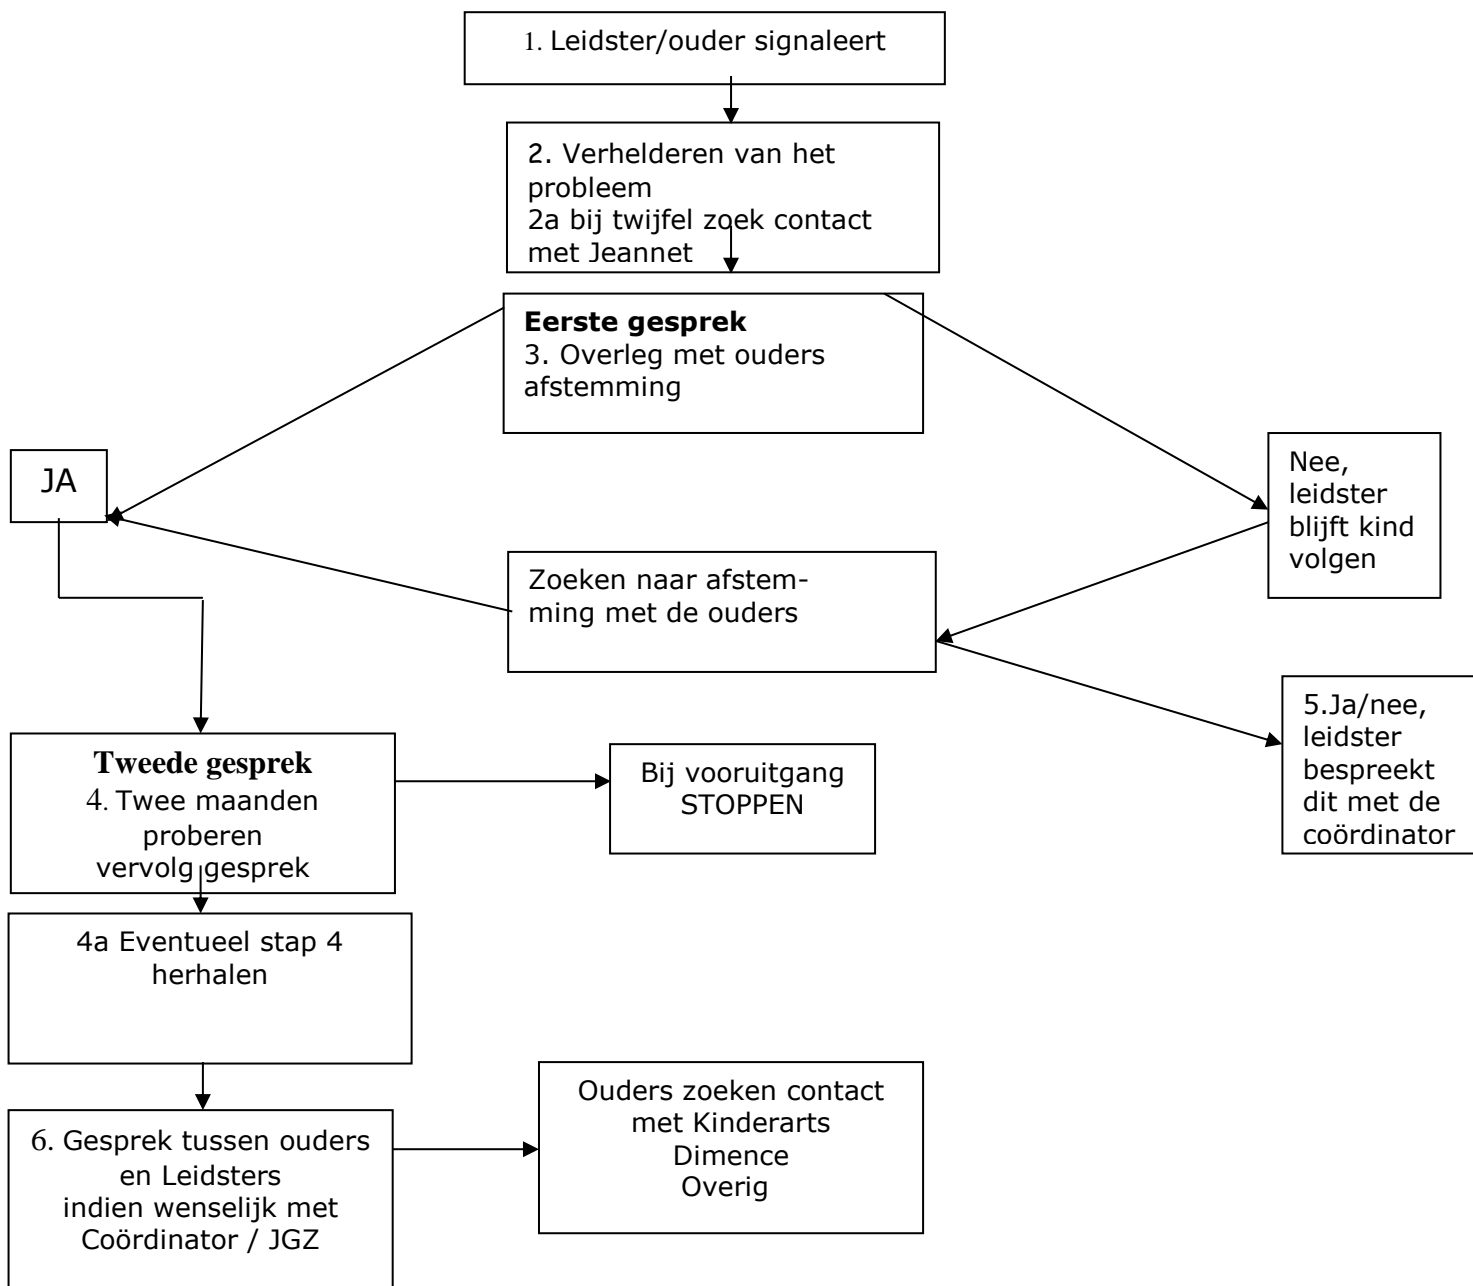 1. Leidster/ouder signaleert
2. Verhelderen van het
probleem
2a bij twijfel zoek contact
met Jeannet
Eerste gesprek
3. Overleg met ouders
afstemming
JA
Nee,
leidster
blijft kind
volgen
Zoeken naar afstem-
ming met de ouders
5.Ja/nee,
leidster
bespreekt
dit met de
coördinator
Tweede gesprek
4. Twee maanden
proberen
vervolg gesprek
Bij vooruitgang
STOPPEN
4a Eventueel stap 4
herhalen
6. Gesprek tussen ouders
en Leidsters
indien wenselijk met
Coördinator / JGZ
Ouders zoeken contact
met Kinderarts
Dimence
Overig